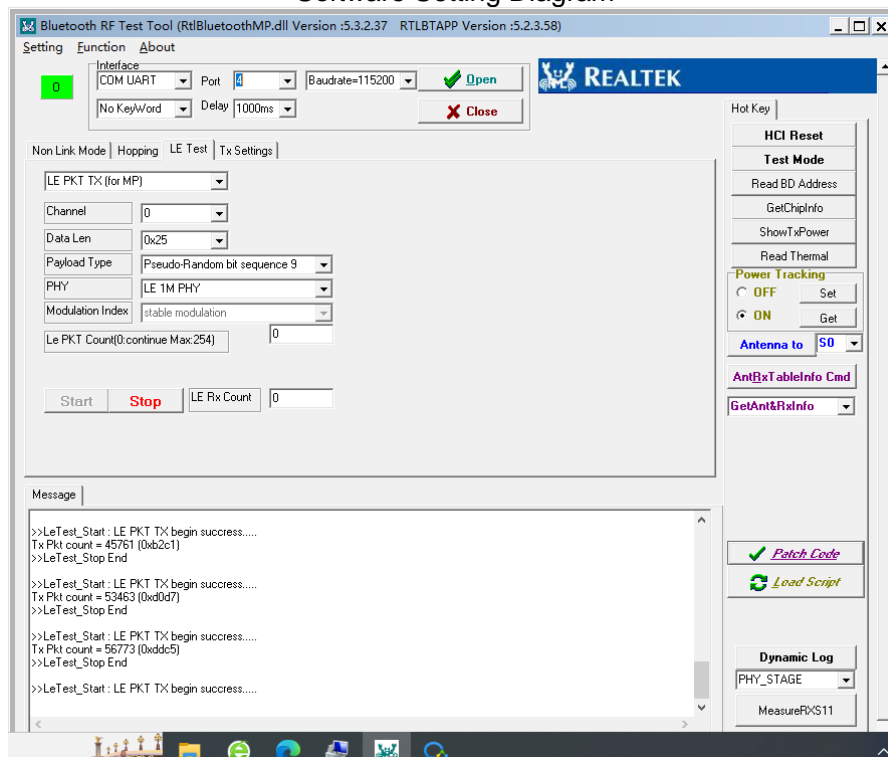 Software Setting Diagram
Bluetooth RF Test Tool (RtlBluetoothMP.dll Version :5.3.2.37 RTLBTAPP Version :5.2.3.58)
Setting Function About
Interface
0 COM UART Port 4 Baudrate=115200 Open
REALTEK
No KeyWord Delay 1000ms Close
Hot Key
HCI Reset
Test Mode
Read BD Address
GetChipInfo
ShowTxPower
Read Thermal
Power Tracking
OFF Set
ON Get
Antenna to S0
AntRxTableInfo Cmd
GetAnt&RxInfo
Patch Code
Load Script
Dynamic Log
PHY_STAGE
MeasureRXS11
Non Link Mode Hopping LE Test Tx Settings
LE PKT TX (for MP)
Channel 0
Data Len 0x25
Payload Type Pseudo-Random bit sequence 9
PHY LE 1M PHY
Modulation Index stable modulation
Le PKT Count(0:continue Max:254) 0
Start Stop LE Rx Count 0
Message
>>LeTest_Start : LE PKT TX begin succress.....
Tx Pkt count = 45761 (0xb2c1)
>>LeTest_Stop End
>>LeTest_Start : LE PKT TX begin succress.....
Tx Pkt count = 53463 (0xd0d7)
>>LeTest_Stop End
>>LeTest_Start : LE PKT TX begin succress.....
Tx Pkt count = 56773 (0xddc5)
>>LeTest_Stop End
>>LeTest_Start : LE PKT TX begin succress.....